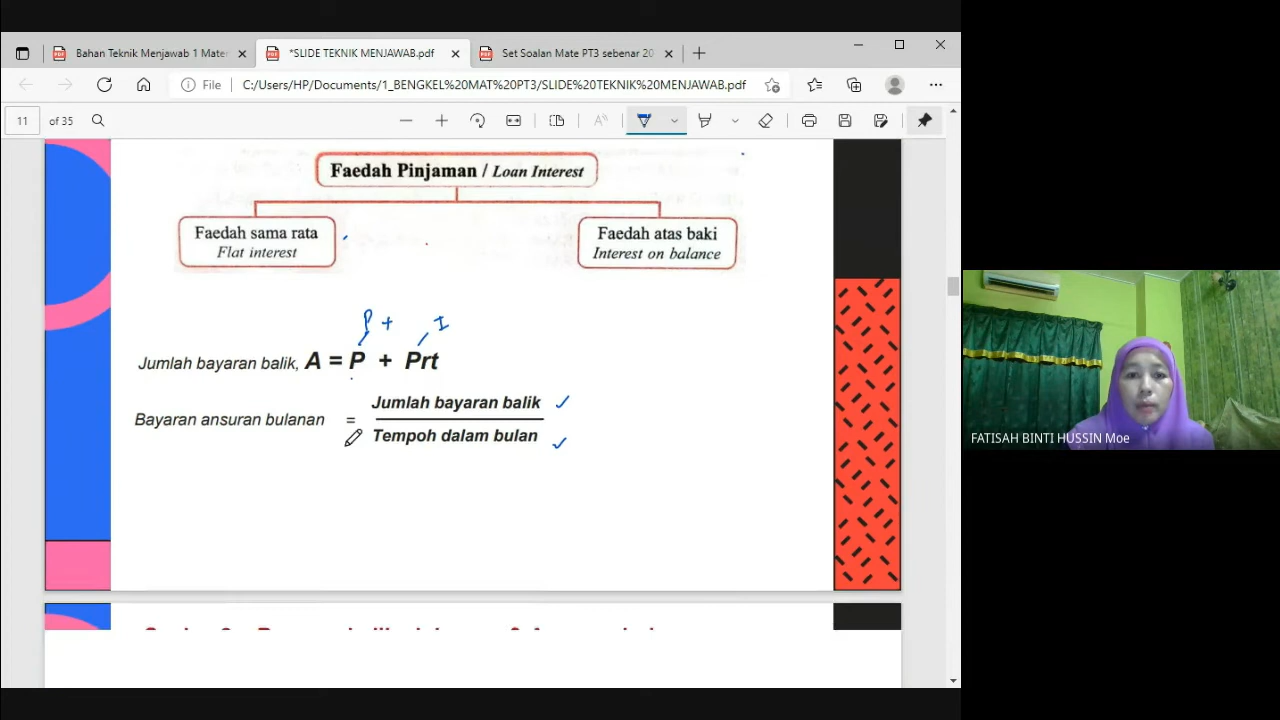 Bahan Teknik Menjawab 1 Mate
*SLIDE TEKNIK MENJAWAB.pdf
Set Soalan Mate PT3 sebenar 20
File
C:/Users/HP/Documents/1_BENGKEL%20MAT%20PT3/SLIDE%20TEKNIK%20MENJAWAB.pdf
11 of 35
Faedah Pinjaman / Loan Interest
Faedah sama rata
Flat interest
Faedah atas baki
Interest on balance
P + I
Jumlah bayaran balik, A = P + Prt
Bayaran ansuran bulanan = Jumlah bayaran balik
Tempoh dalam bulan
FATISAH BINTI HUSSIN Moe